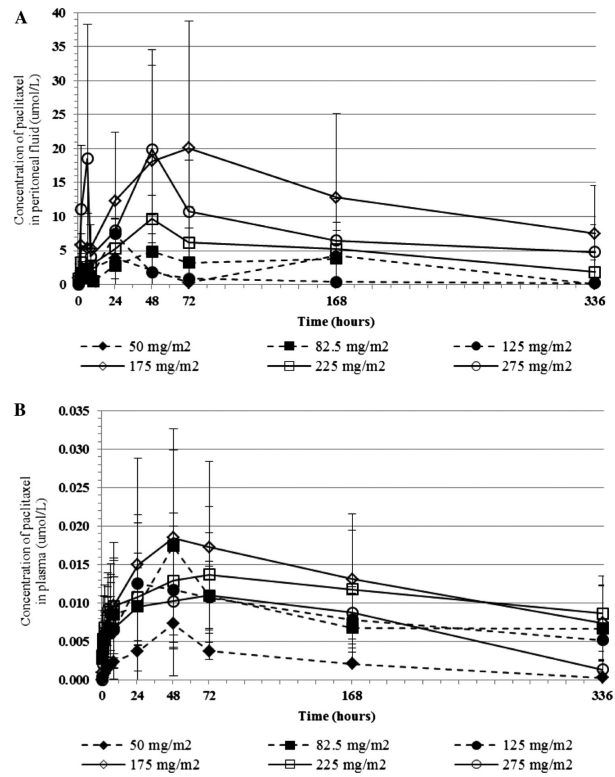 A
Concentration of paclitaxel
in peritoneal fluid (umol/L)
40
35
30
25
20
15
10
5
0
0 24 48 72 168 336
Time (hours)
50 mg/m2 82.5 mg/m2 125 mg/m2
175 mg/m2 225 mg/m2 275 mg/m2
B
Concentration of paclitaxel
in plasma (umol/L)
0.035
0.030
0.025
0.020
0.015
0.010
0.005
0.000
0 24 48 72 168 336
Time (hours)
50 mg/m2 82.5 mg/m2 125 mg/m2
175 mg/m2 225 mg/m2 275 mg/m2